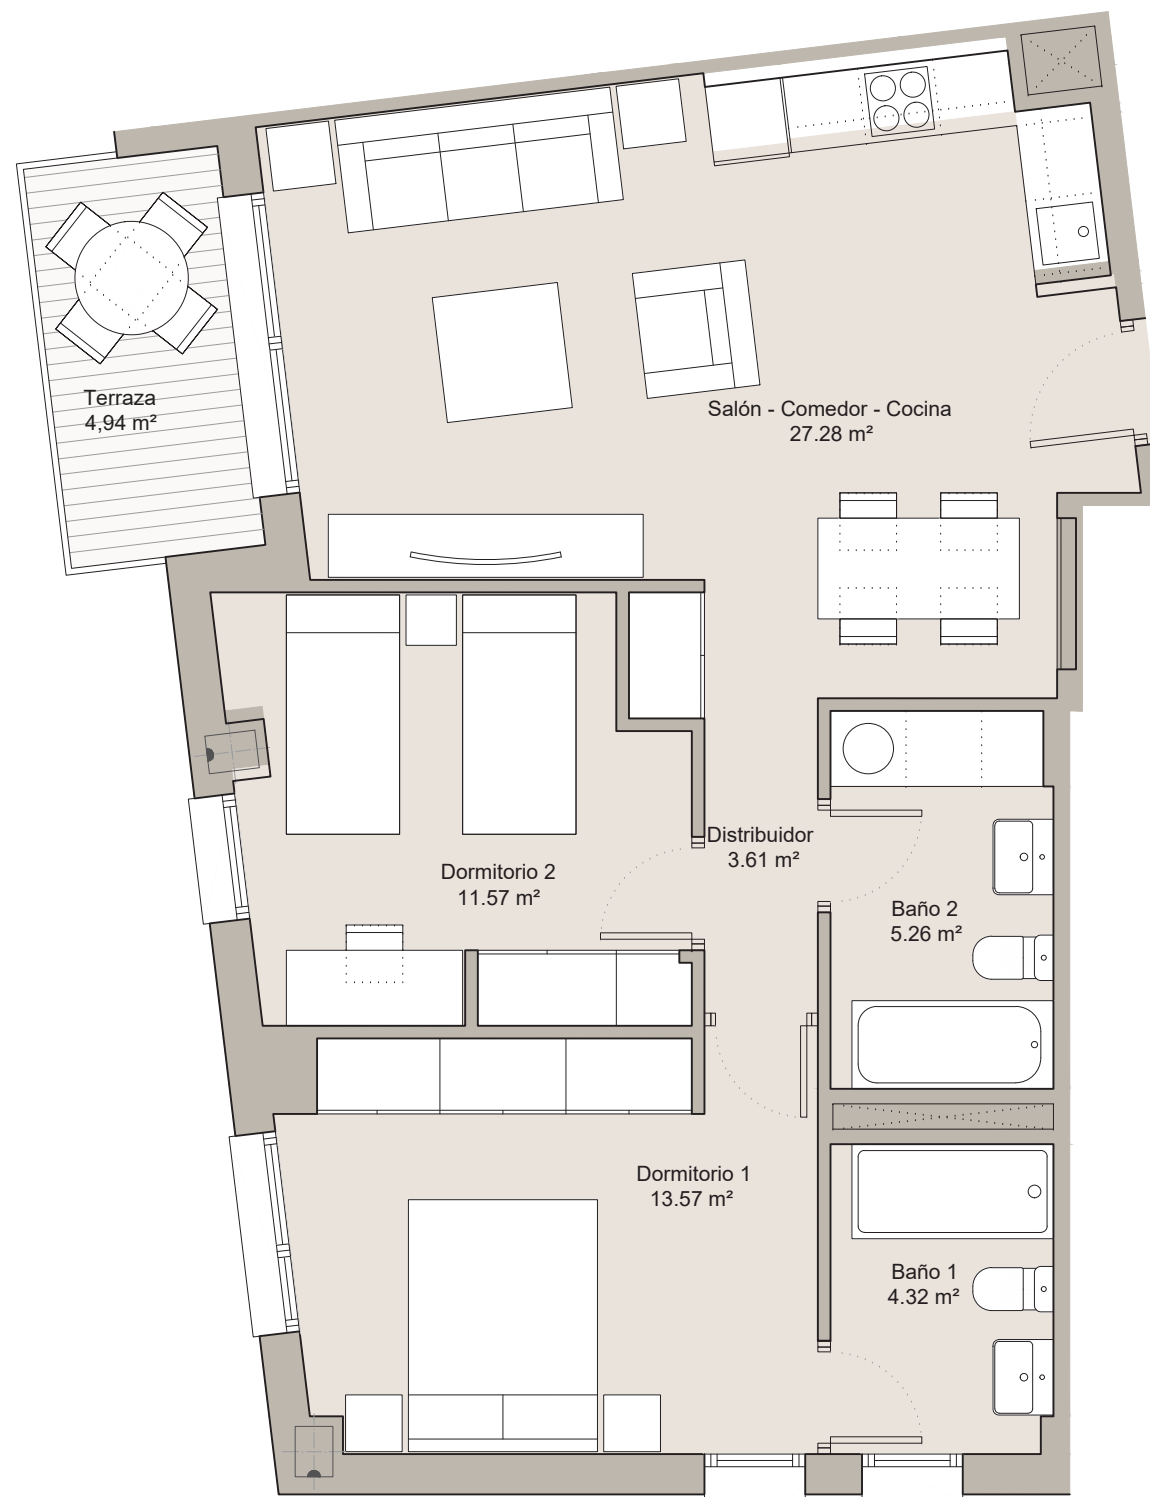 Terraza
4,94 m²
Salón - Comedor - Cocina
27.28 m²
Distribuidor
3.61 m²
Dormitorio 2
11.57 m²
Baño 2
5.26 m²
Dormitorio 1
13.57 m²
Baño 1
4.32 m²